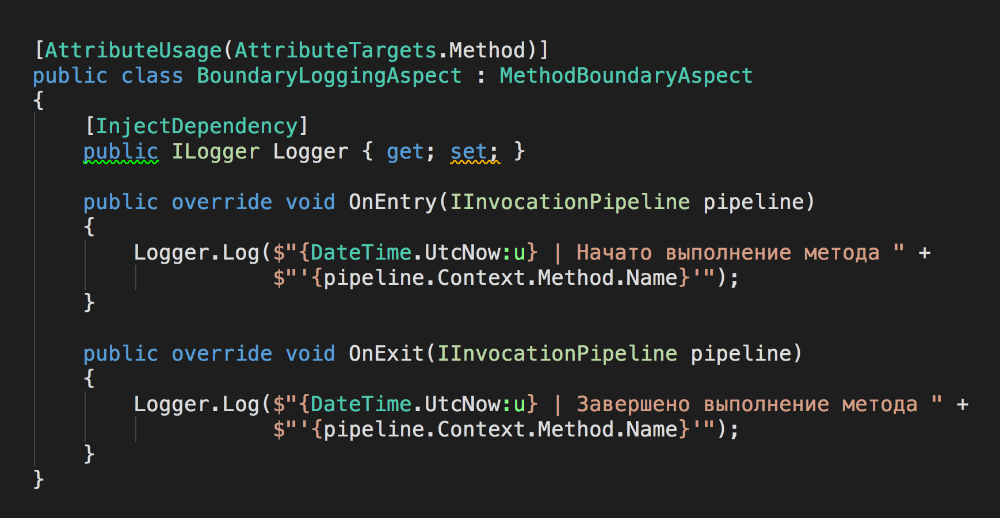 [AttributeUsage(AttributeTargets.Method)]
public class BoundaryLoggingAspect : MethodBoundaryAspect
{
    [InjectDependency]
    public ILogger Logger { get; set; }

    public override void OnEntry(IInvocationPipeline pipeline)
    {
        Logger.Log($"{DateTime.UtcNow:u} | Начато выполнение метода " +
                   $"'{pipeline.Context.Method.Name}'");
    }

    public override void OnExit(IInvocationPipeline pipeline)
    {
        Logger.Log($"{DateTime.UtcNow:u} | Завершено выполнение метода " +
                   $"'{pipeline.Context.Method.Name}'");
    }
}